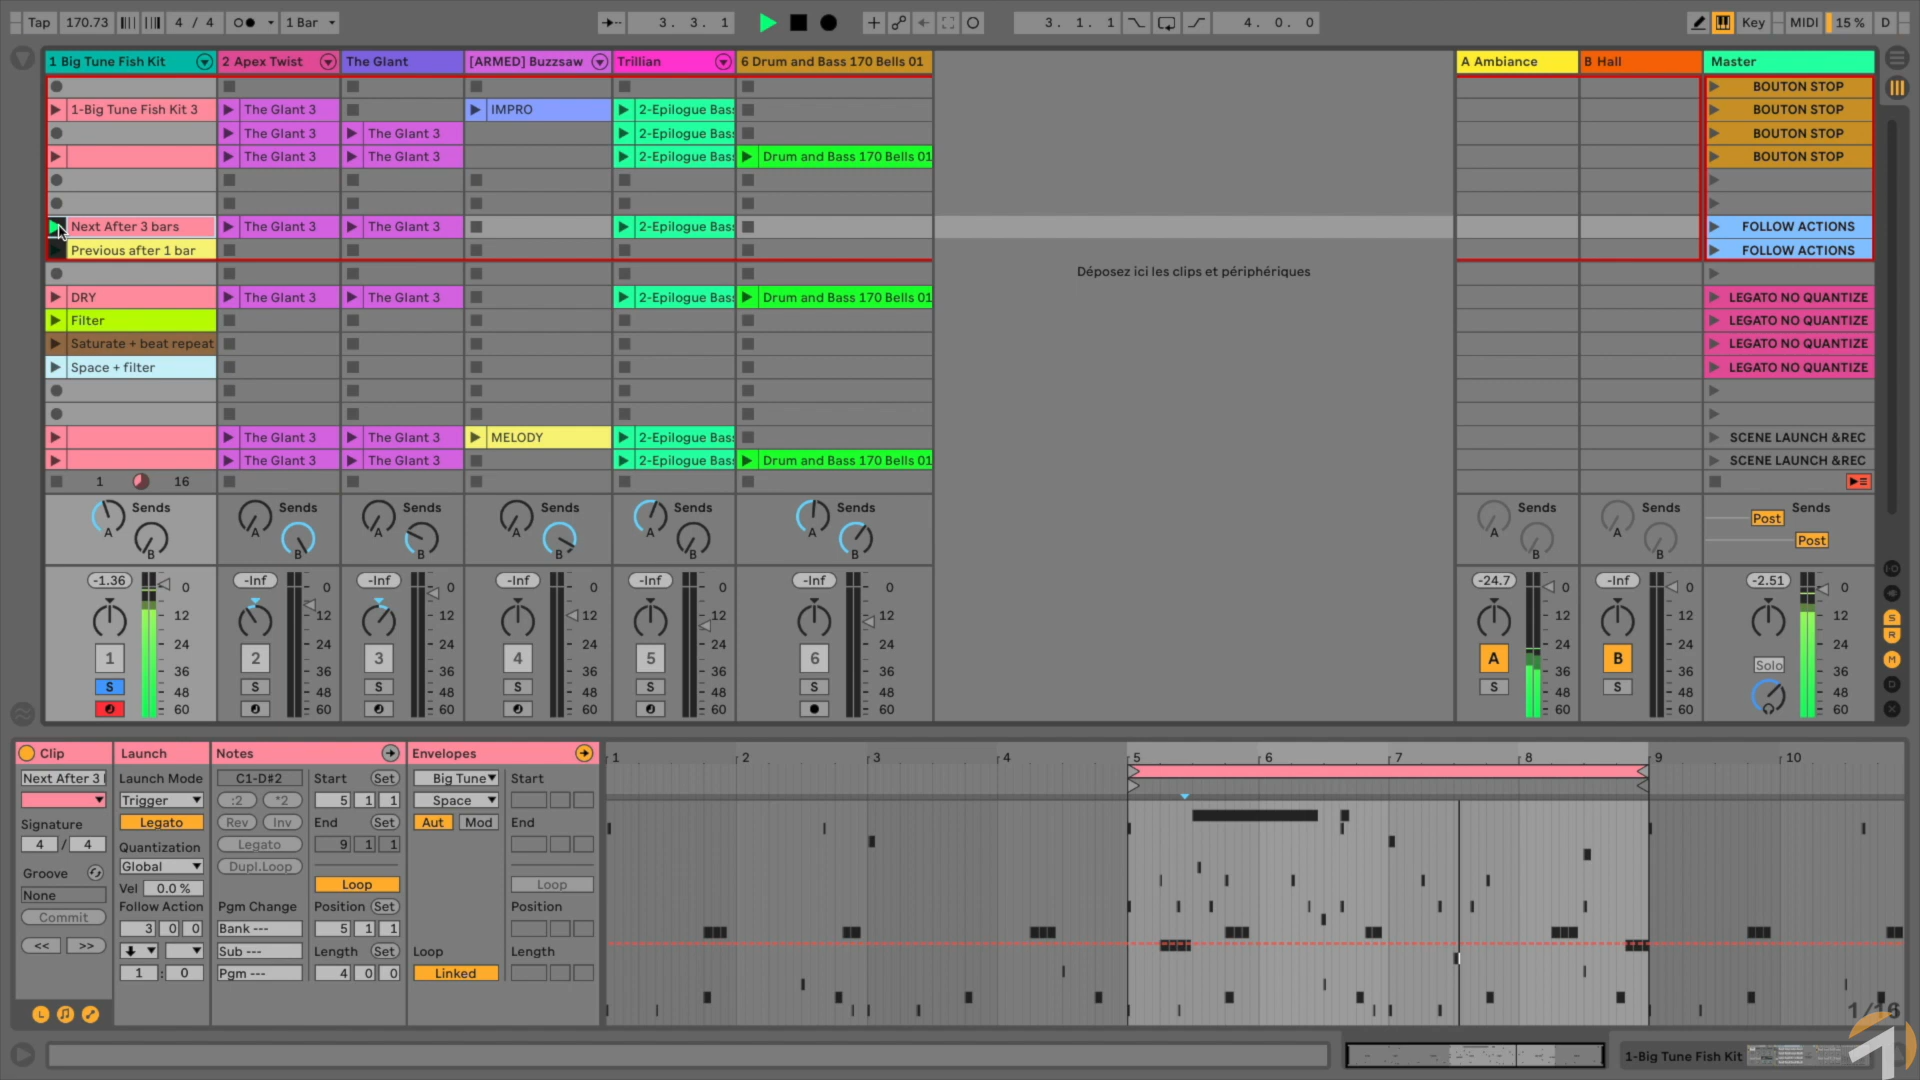 Tap 170.73 4 / 4 1 Bar 3. 3. 1 3. 1. 1 4. 0. 0 Key MIDI 15 % D
1 Big Tune Fish Kit 2 Apex Twist The Glant [ARMED] Buzzsaw Trillian 6 Drum and Bass 170 Bells 01 A Ambiance B Hall Master
BOUTON STOP
1-Big Tune Fish Kit 3 The Glant 3 IMPRO 2-Epilogue Bas: BOUTON STOP
The Glant 3 The Glant 3 2-Epilogue Bas: BOUTON STOP
The Glant 3 The Glant 3 2-Epilogue Bas: Drum and Bass 170 Bells 01 BOUTON STOP
Next After 3 bars The Glant 3 The Glant 3 2-Epilogue Bas: FOLLOW ACTIONS
Previous after 1 bar FOLLOW ACTIONS
Déposez ici les clips et périphériques
DRY The Glant 3 The Glant 3 2-Epilogue Bas: Drum and Bass 170 Bells 01 LEGATO NO QUANTIZE
Filter LEGATO NO QUANTIZE
Saturate + beat repeat LEGATO NO QUANTIZE
Space + filter LEGATO NO QUANTIZE
The Glant 3 The Glant 3 MELODY 2-Epilogue Bas: SCENE LAUNCH &REC
The Glant 3 The Glant 3 2-Epilogue Bas: Drum and Bass 170 Bells 01 SCENE LAUNCH &REC
1 16
Sends Sends Sends Sends Sends Sends Sends Sends Sends
A A A A A A A A Post
B B B B B B B B Post
-1.36 0 -Inf 0 -Inf 0 -Inf 0 -Inf 0 -Inf 0 -24.7 0 -Inf 0 -2.51 0
12 12 12 12 12 12 12 12 12
24 24 24 24 24 24 24 24 24
1 2 3 4 5 6 A B Solo
36 36 36 36 36 36 36 36 36
S S S S S S S S
48 48 48 48 48 48 48 48 48
60 60 60 60 60 60 60 60 60
S
R
M
D
Clip Launch Notes Envelopes 1 2 3 4 5 6 7 8 9 10
Next After 3 Launch Mode C1-D#2 Start Set Big Tune Start
Trigger :2 *2 5 1 1 Space
Signature Legato Rev Inv End Set Aut Mod End
4 / 4 Quantization Legato 9 1 1
Groove Global Dupl.Loop
None Vel 0.0 % Loop Loop
Commit Follow Action Pgm Change Position Set Position
3 0 0 Bank --- 5 1 1
<< >> Sub --- Length Set Loop Length
1 : 0 Pgm --- 4 0 0 Linked
L
1/16
1-Big Tune Fish Kit